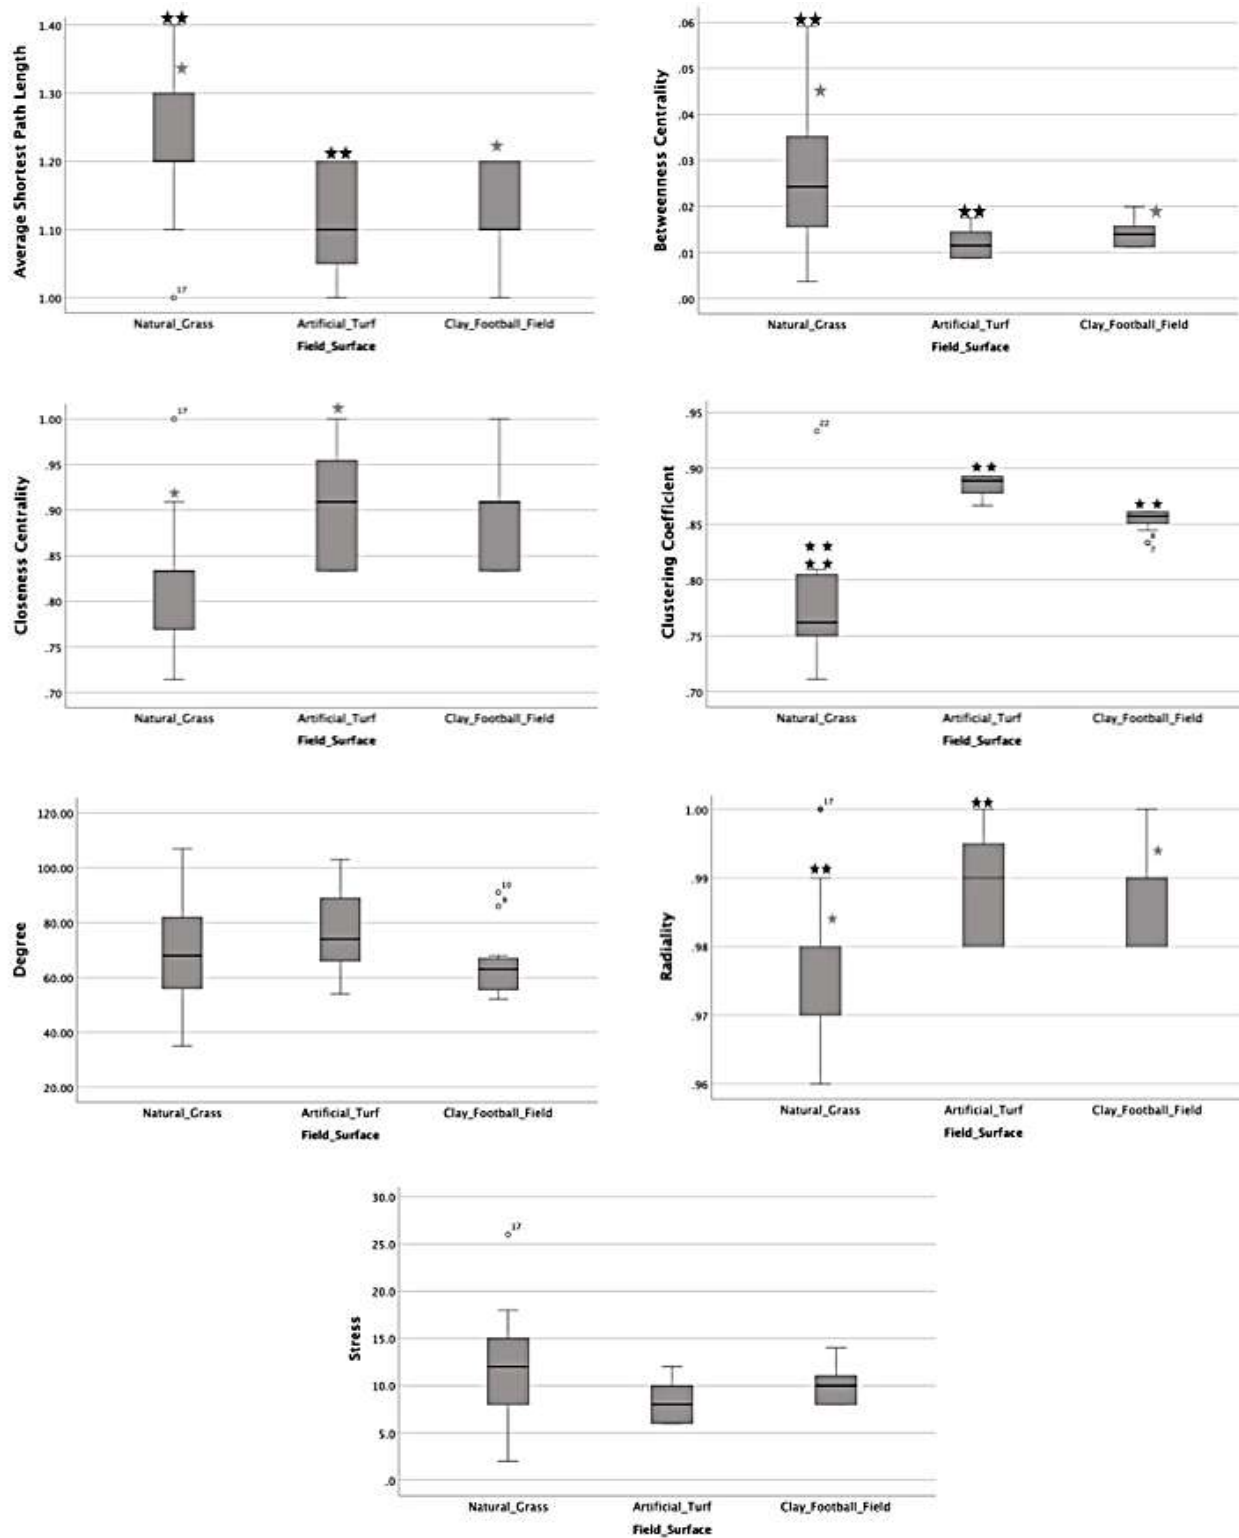 Average Shortest Path Length
1.40
1.30
1.20
1.10
1.00
17
Natural_Grass Artificial_Turf Clay_Football_Field
Field_Surface
Betweenness Centrality
.06
.05
.04
.03
.02
.01
.00
Natural_Grass Artificial_Turf Clay_Football_Field
Field_Surface
Closeness Centrality
1.00
.95
.90
.85
.80
.75
.70
17
Natural_Grass Artificial_Turf Clay_Football_Field
Field_Surface
Clustering Coefficient
.95
.90
.85
.80
.75
.70
22
7
Natural_Grass Artificial_Turf Clay_Football_Field
Field_Surface
Degree
120.00
100.00
80.00
60.00
40.00
20.00
10
Natural_Grass Artificial_Turf Clay_Football_Field
Field_Surface
Radiality
1.00
.99
.98
.97
.96
17
Natural_Grass Artificial_Turf Clay_Football_Field
Field_Surface
Stress
30.0
25.0
20.0
15.0
10.0
5.0
.0
17
Natural_Grass Artificial_Turf Clay_Football_Field
Field_Surface